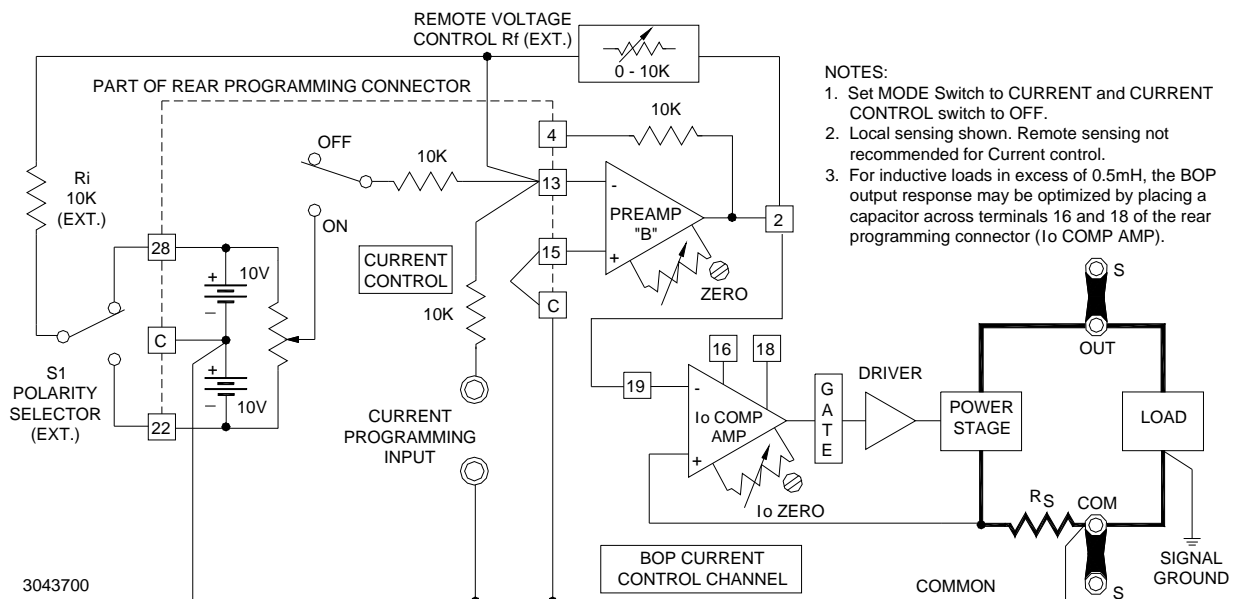 REMOTE VOLTAGE
CONTROL Rf (EXT.)
0 - 10K
PART OF REAR PROGRAMMING CONNECTOR
NOTES:
1. Set MODE Switch to CURRENT and CURRENT
CONTROL switch to OFF.
2. Local sensing shown. Remote sensing not
recommended for Current control.
3. For inductive loads in excess of 0.5mH, the BOP
output response may be optimized by placing a
capacitor across terminals 16 and 18 of the rear
programming connector (Io COMP AMP).
4
10K
OFF
10K
13
-
PREAMP
"B"
+
2
Ri
10K
(EXT.)
ON
15
ZERO
28
CURRENT
CONTROL
10K
C
+
10V
–
C
+
10V
–
22
S1
POLARITY
SELECTOR
(EXT.)
CURRENT
PROGRAMMING
INPUT
16
18
19
-
Io COMP
AMP
+
Io ZERO
GATE
DRIVER
POWER
STAGE
S
OUT
LOAD
RS
COM
S
SIGNAL
GROUND
BOP CURRENT
CONTROL CHANNEL
COMMON
3043700